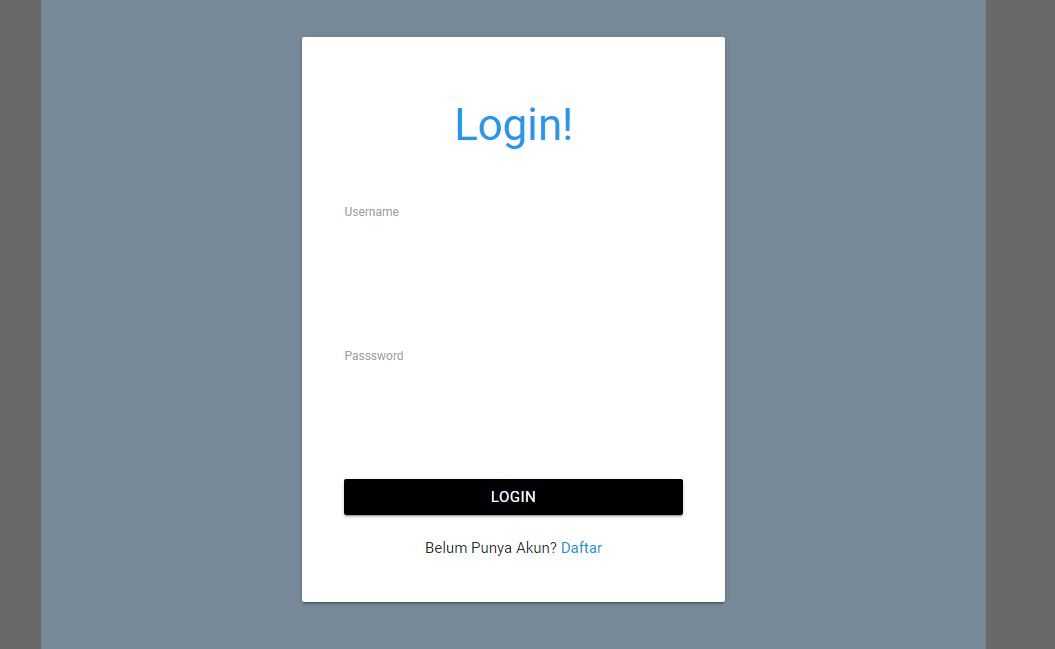 Login!
Username
Passsword
LOGIN
Belum Punya Akun? Daftar